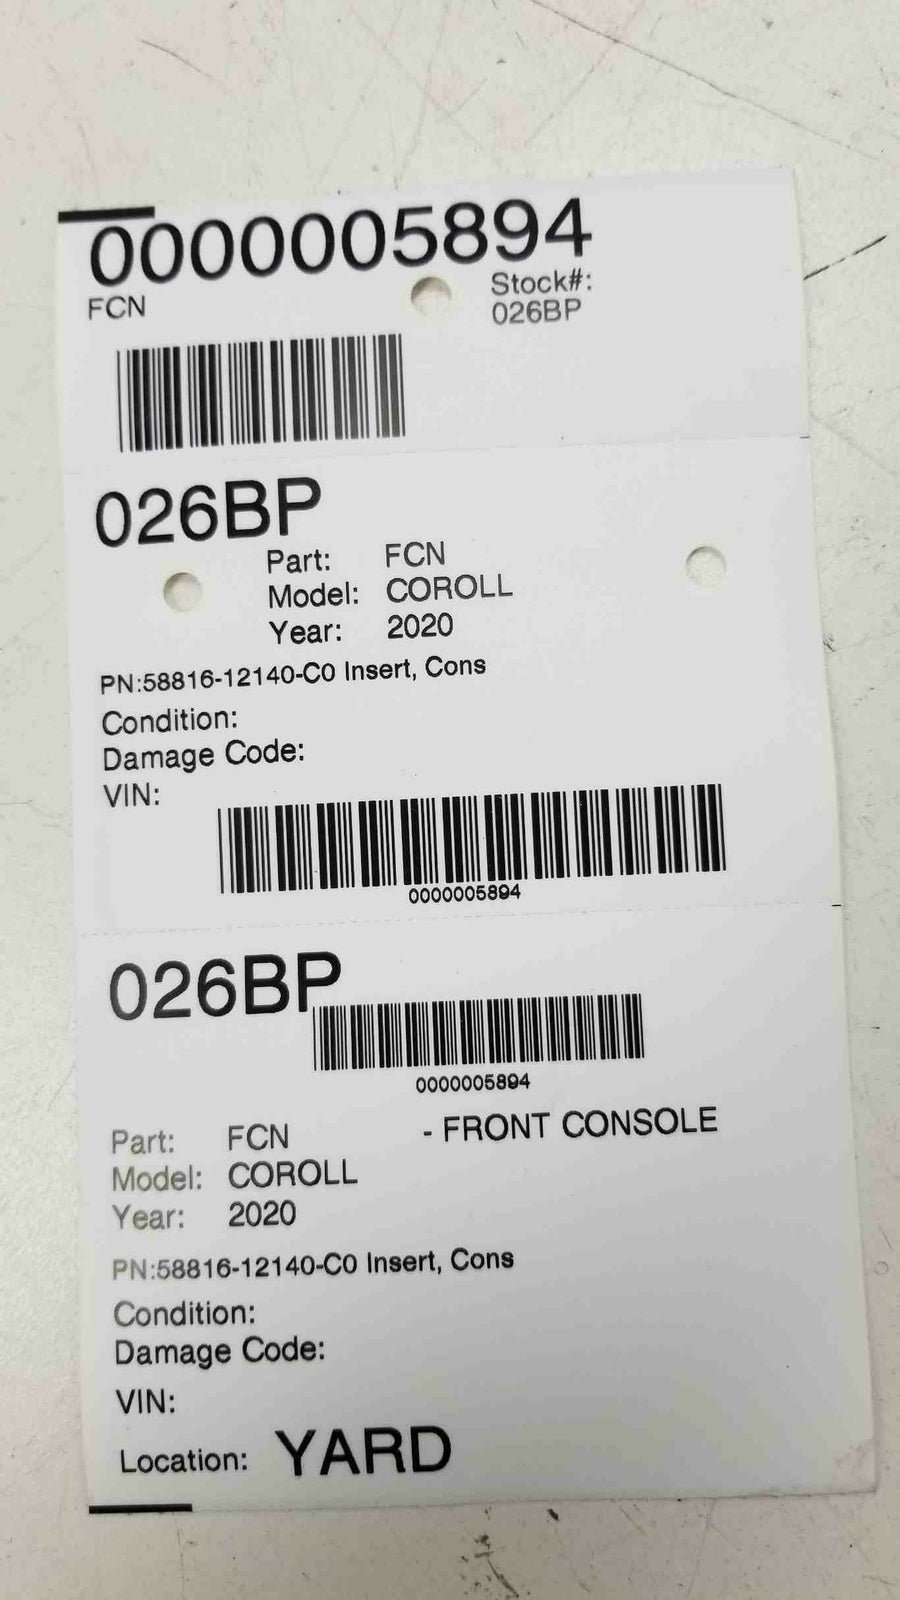 0000005894
FCN
Stock#:
026BP
026BP
Part: FCN
Model: COROLL
Year: 2020
PN:58816-12140-C0 Insert, Cons
Condition:
Damage Code:
VIN:
0000005894
026BP
0000005894
Part: FCN - FRONT CONSOLE
Model: COROLL
Year: 2020
PN:58816-12140-C0 Insert, Cons
Condition:
Damage Code:
VIN:
Location: YARD